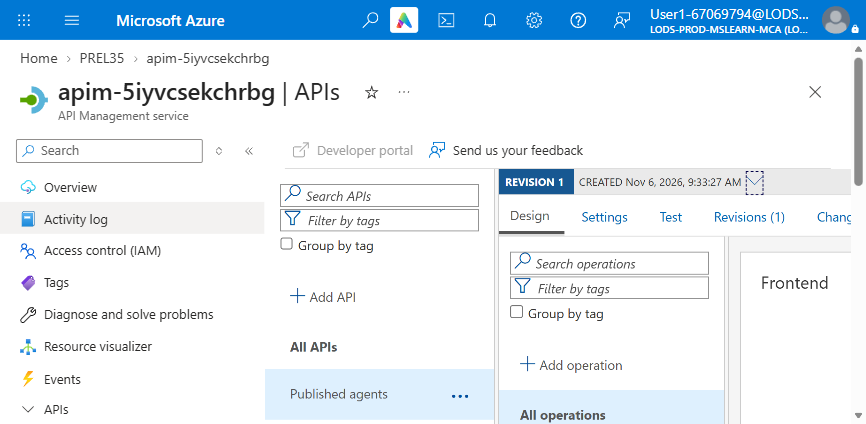 Microsoft Azure
User1-67069794@LODS...
LODS-PROD-MSLEARN-MCA (LO...
Home > PREL35 > apim-5iyvcsekchrbg
apim-5iyvcsekchrbg | APIs
API Management service
Search
Developer portal
Send us your feedback
Overview
Activity log
Access control (IAM)
Tags
Diagnose and solve problems
Resource visualizer
Events
APIs
Search APIs
Filter by tags
Group by tag
Add API
All APIs
Published agents
REVISION 1
CREATED Nov 6, 2026, 9:33:27 AM
Design
Settings
Test
Revisions (1)
Chang
Search operations
Filter by tags
Group by tag
Add operation
All operations
Frontend